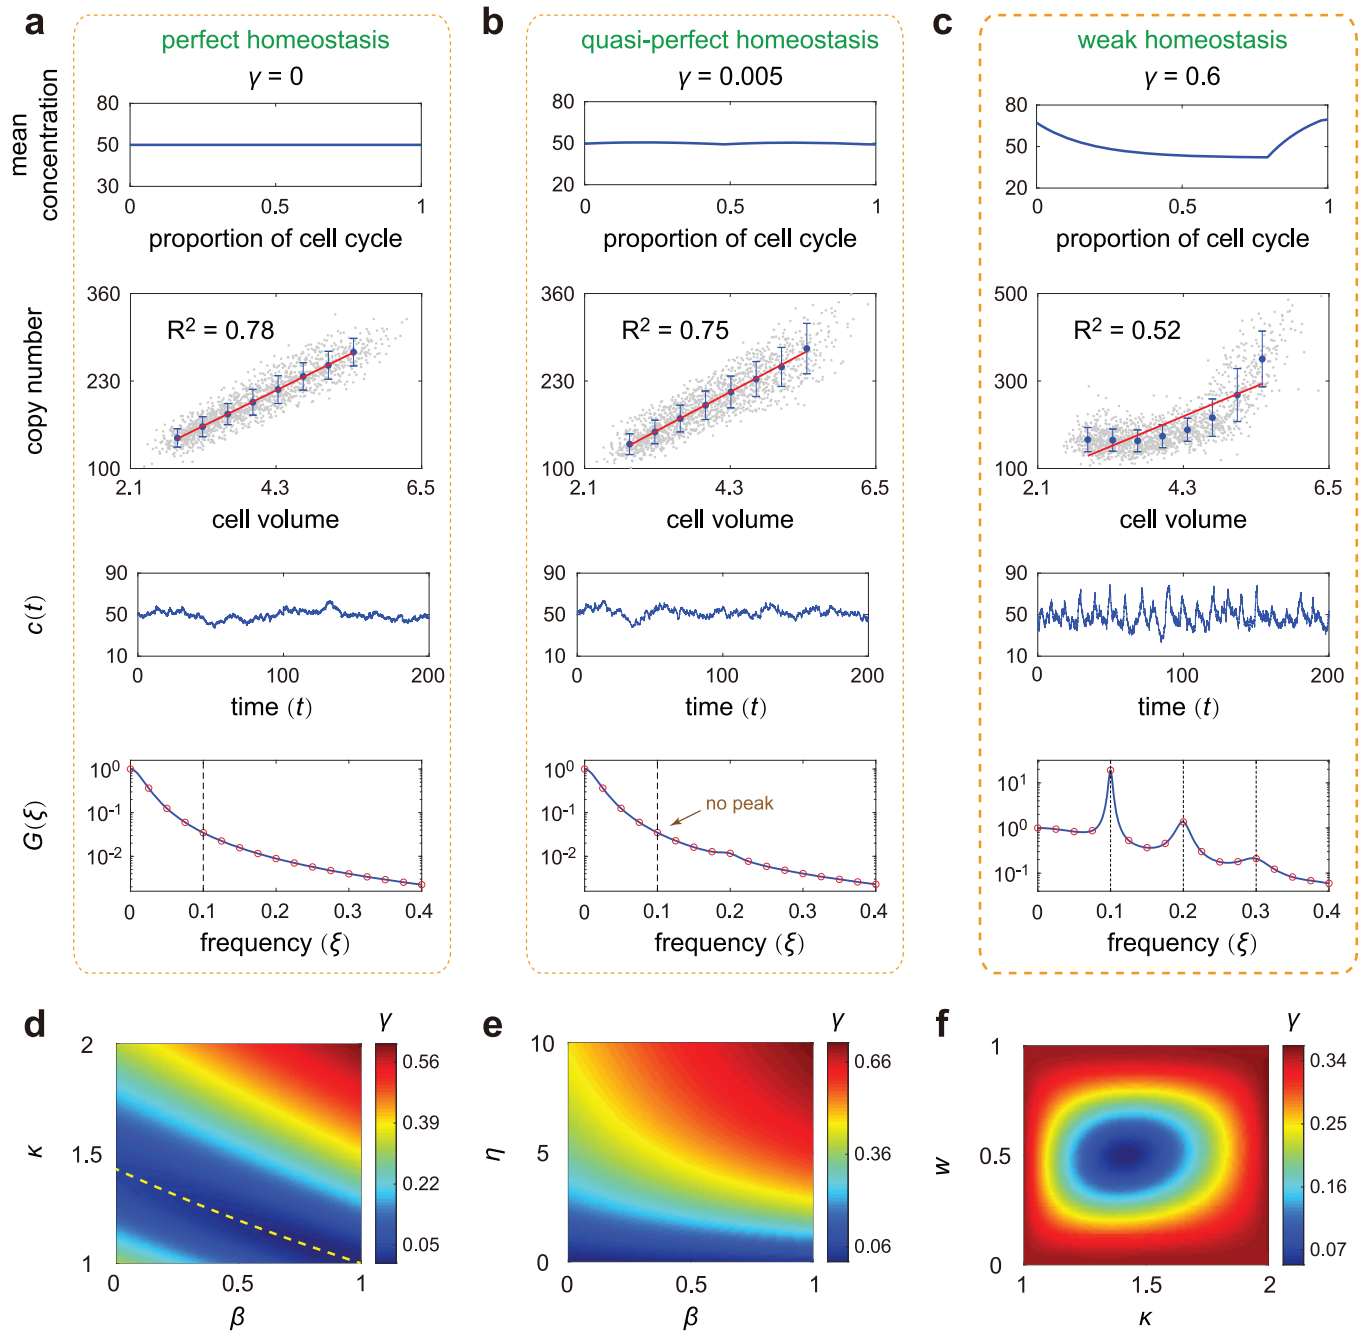 a
perfect homeostasis
γ = 0
mean
concentration
80
50
30
0
0.5
1
proportion of cell cycle
R² = 0.78
copy number
360
230
100
2.1
4.3
6.5
cell volume
c(t)
90
50
10
0
100
200
time (t)
G(ξ)
10⁰
10⁻¹
10⁻²
0
0.1
0.2
0.3
0.4
frequency (ξ)
b
quasi-perfect homeostasis
γ = 0.005
80
50
20
0
0.5
1
proportion of cell cycle
R² = 0.75
360
230
100
2.1
4.3
6.5
cell volume
90
50
10
0
100
200
time (t)
no peak
10⁰
10⁻¹
10⁻²
0
0.1
0.2
0.3
0.4
frequency (ξ)
c
weak homeostasis
γ = 0.6
80
50
20
0
0.5
1
proportion of cell cycle
R² = 0.52
500
300
100
2.1
4.3
6.5
cell volume
90
50
10
0
100
200
time (t)
10¹
10⁰
10⁻¹
0
0.1
0.2
0.3
0.4
frequency (ξ)
d
γ
κ
2
1.5
1
0
0.5
1
β
0.56
0.39
0.22
0.05
e
γ
η
10
5
0
0
0.5
1
β
0.66
0.36
0.06
f
γ
w
1
0.5
0
1
1.5
2
κ
0.34
0.25
0.16
0.07